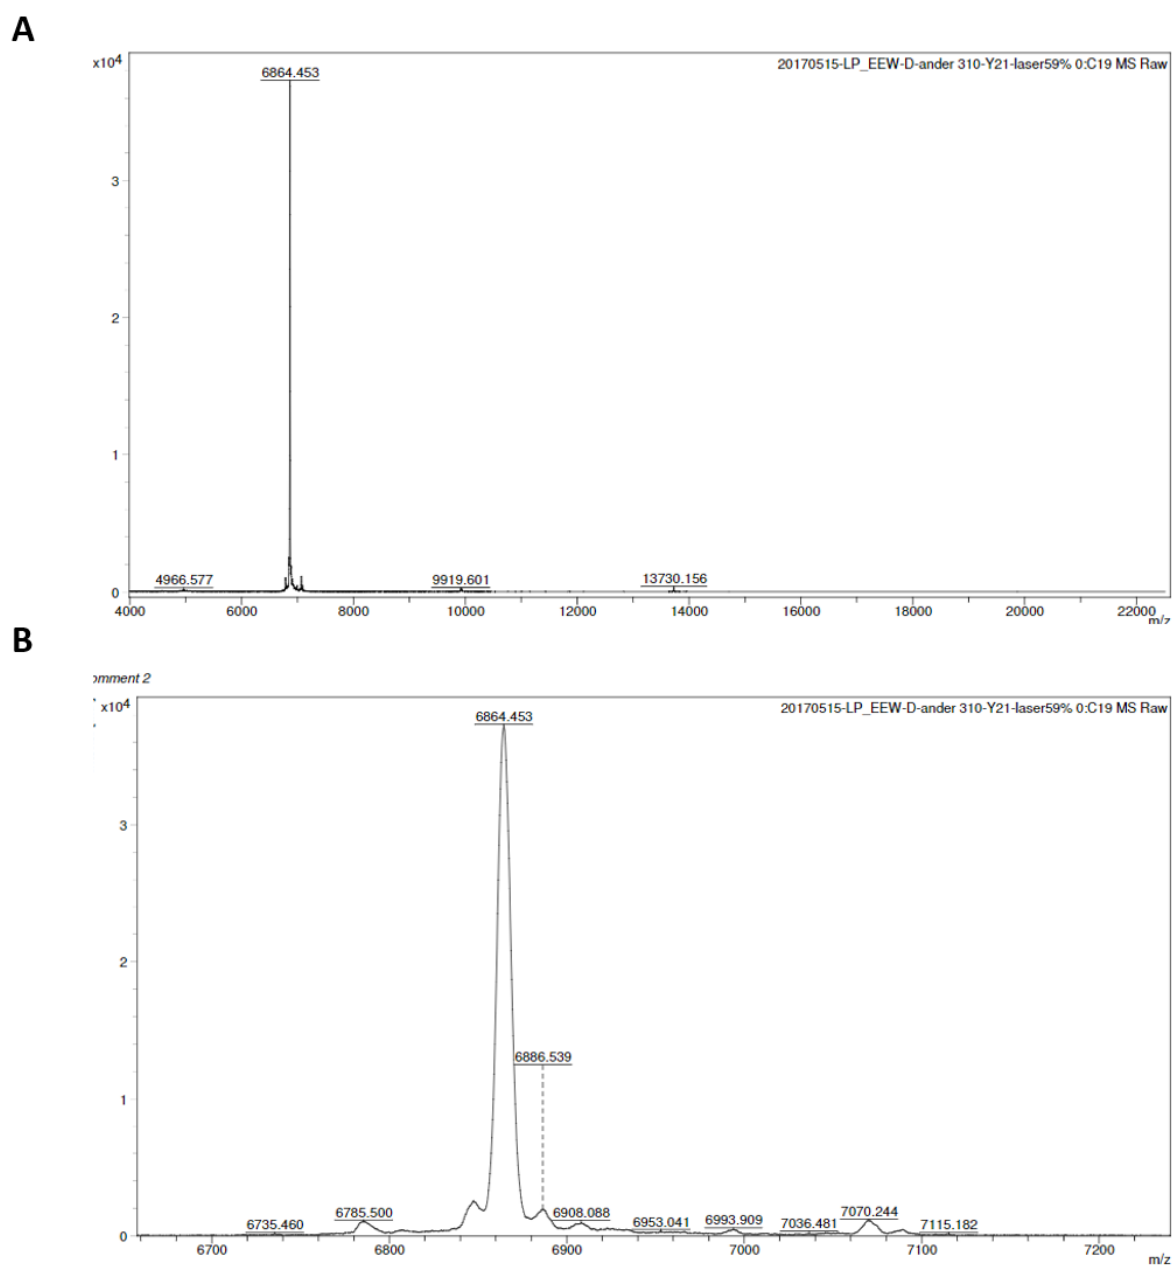 A
x10⁴
20170515-LP_EEW-D-ander 310-Y21-laser59% 0:C19 MS Raw
6864.453
3
2
1
0
4966.577
9919.601
13730.156
4000 6000 8000 10000 12000 14000 16000 18000 20000 22000
m/z
B
omment 2
x10⁴
20170515-LP_EEW-D-ander 310-Y21-laser59% 0:C19 MS Raw
6864.453
3
2
6886.539
1
6735.460
6785.500
6908.088
6953.041
6993.909
7036.481
7070.244
7115.182
0
6700 6800 6900 7000 7100 7200
m/z